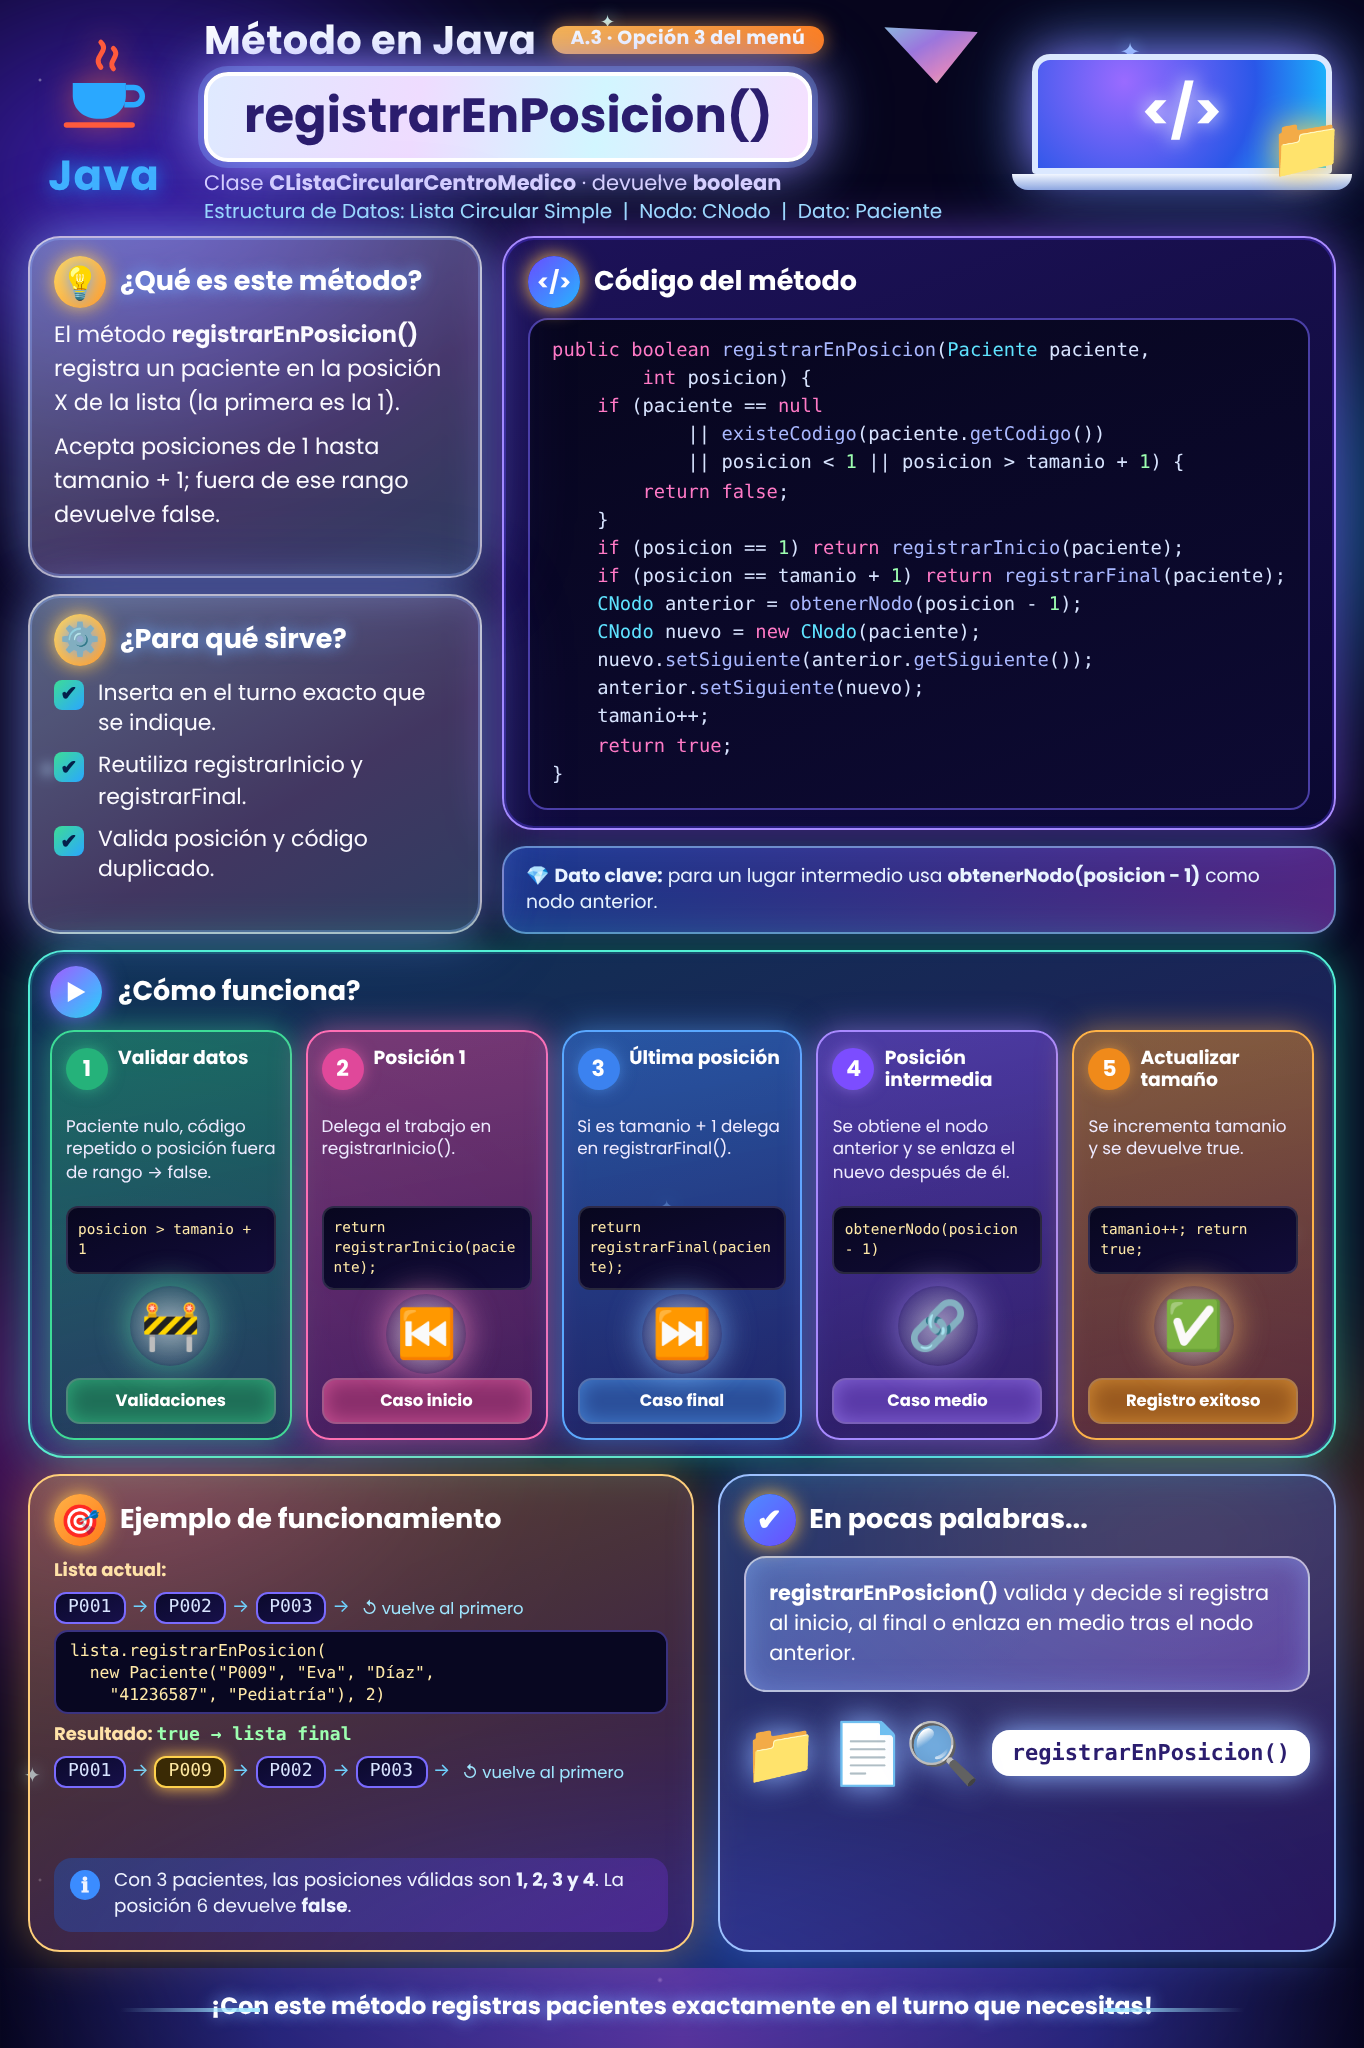 Java
Método en Java
A.3 · Opción 3 del menú
registrarEnPosicion()
Clase CListaCircularCentroMedico · devuelve boolean
Estructura de Datos: Lista Circular Simple | Nodo: CNodo | Dato: Paciente
</>
💡 ¿Qué es este método?
El método registrarEnPosicion()
registra un paciente en la posición
X de la lista (la primera es la 1).
Acepta posiciones de 1 hasta
tamanio + 1; fuera de ese rango
devuelve false.
⚙️ ¿Para qué sirve?
✔ Inserta en el turno exacto que
se indique.
✔ Reutiliza registrarInicio y
registrarFinal.
✔ Valida posición y código
duplicado.
</> Código del método
public boolean registrarEnPosicion(Paciente paciente,
        int posicion) {
    if (paciente == null
            || existeCodigo(paciente.getCodigo())
            || posicion < 1 || posicion > tamanio + 1) {
        return false;
    }
    if (posicion == 1) return registrarInicio(paciente);
    if (posicion == tamanio + 1) return registrarFinal(paciente);
    CNodo anterior = obtenerNodo(posicion - 1);
    CNodo nuevo = new CNodo(paciente);
    nuevo.setSiguiente(anterior.getSiguiente());
    anterior.setSiguiente(nuevo);
    tamanio++;
    return true;
}
💎 Dato clave: para un lugar intermedio usa obtenerNodo(posicion - 1) como
nodo anterior.
▶ ¿Cómo funciona?
1 Validar datos
Paciente nulo, código
repetido o posición fuera
de rango → false.
posicion > tamanio +
1
Validaciones
2 Posición 1
Delega el trabajo en
registrarInicio().
return
registrarInicio(pacie
nte);
Caso inicio
3 Última posición
Si es tamanio + 1 delega
en registrarFinal().
return
registrarFinal(pacien
te);
Caso final
4 Posición
intermedia
Se obtiene el nodo
anterior y se enlaza el
nuevo después de él.
obtenerNodo(posicion
- 1)
Caso medio
5 Actualizar
tamaño
Se incrementa tamanio
y se devuelve true.
tamanio++; return
true;
Registro exitoso
🎯 Ejemplo de funcionamiento
Lista actual:
P001 → P002 → P003 → ↺ vuelve al primero
lista.registrarEnPosicion(
  new Paciente("P009", "Eva", "Díaz",
    "41236587", "Pediatría"), 2)
Resultado: true → lista final
P001 → P009 → P002 → P003 → ↺ vuelve al primero
ℹ Con 3 pacientes, las posiciones válidas son 1, 2, 3 y 4. La
posición 6 devuelve false.
✔ En pocas palabras...
registrarEnPosicion() valida y decide si registra
al inicio, al final o enlaza en medio tras el nodo
anterior.
registrarEnPosicion()
¡Con este método registras pacientes exactamente en el turno que necesitas!